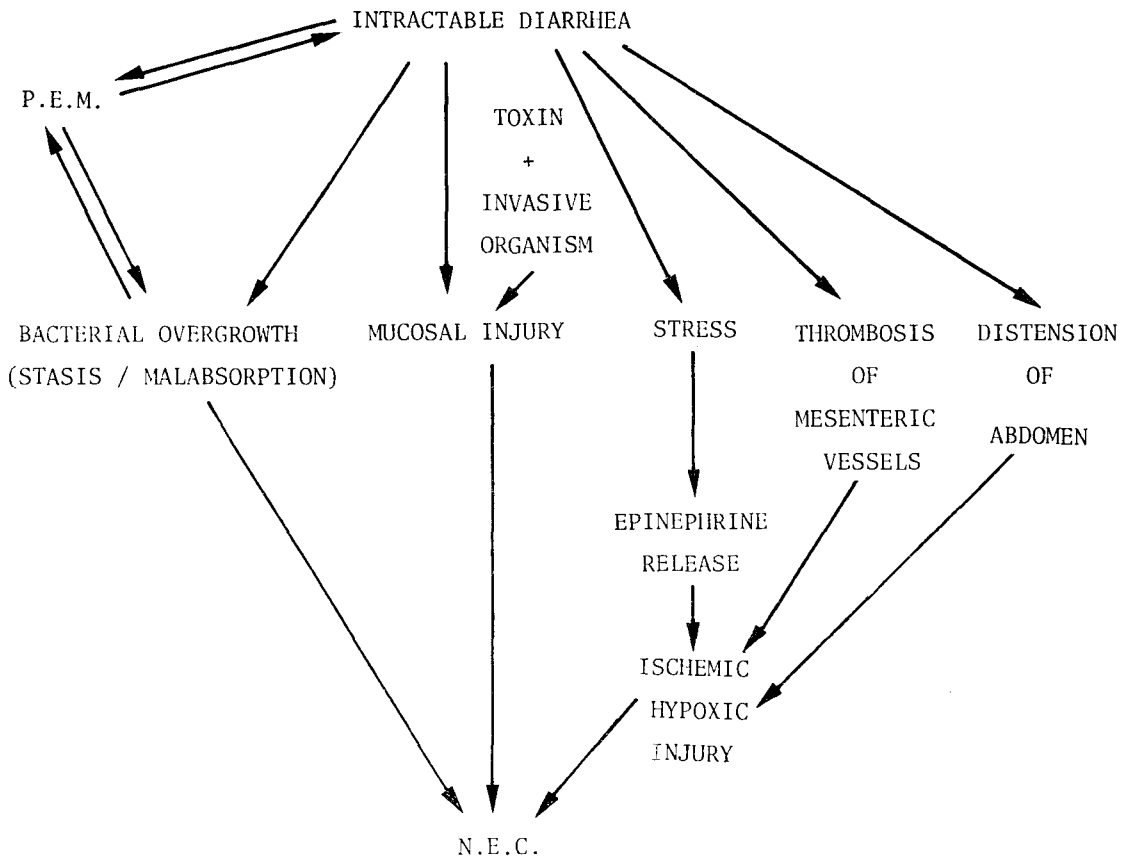 INTRACTABLE DIARRHEA
P.E.M.
TOXIN
+
INVASIVE
ORGANISM
BACTERIAL OVERGROWTH
(STASIS / MALABSORPTION)
MUCOSAL INJURY
STRESS
THROMBOSIS
OF
MESENTERIC
VESSELS
DISTENSION
OF
ABDOMEN
EPINEPHRINE
RELEASE
ISCHEMIC
HYPOXIC
INJURY
N.E.C.